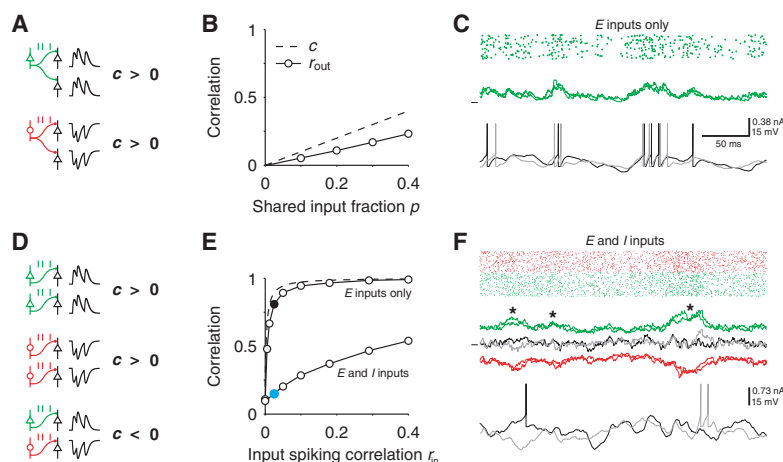 A
c > 0
c > 0
B
Correlation
1
0.5
0
0
0.2
0.4
Shared input fraction p
c
r_out
C
E inputs only
0.38 nA
15 mV
50 ms
D
c > 0
c > 0
c < 0
E
Correlation
1
0.5
0
0
0.2
0.4
Input spiking correlation r_in
E inputs only
E and I inputs
F
E and I inputs
* * *
0.73 nA
15 mV